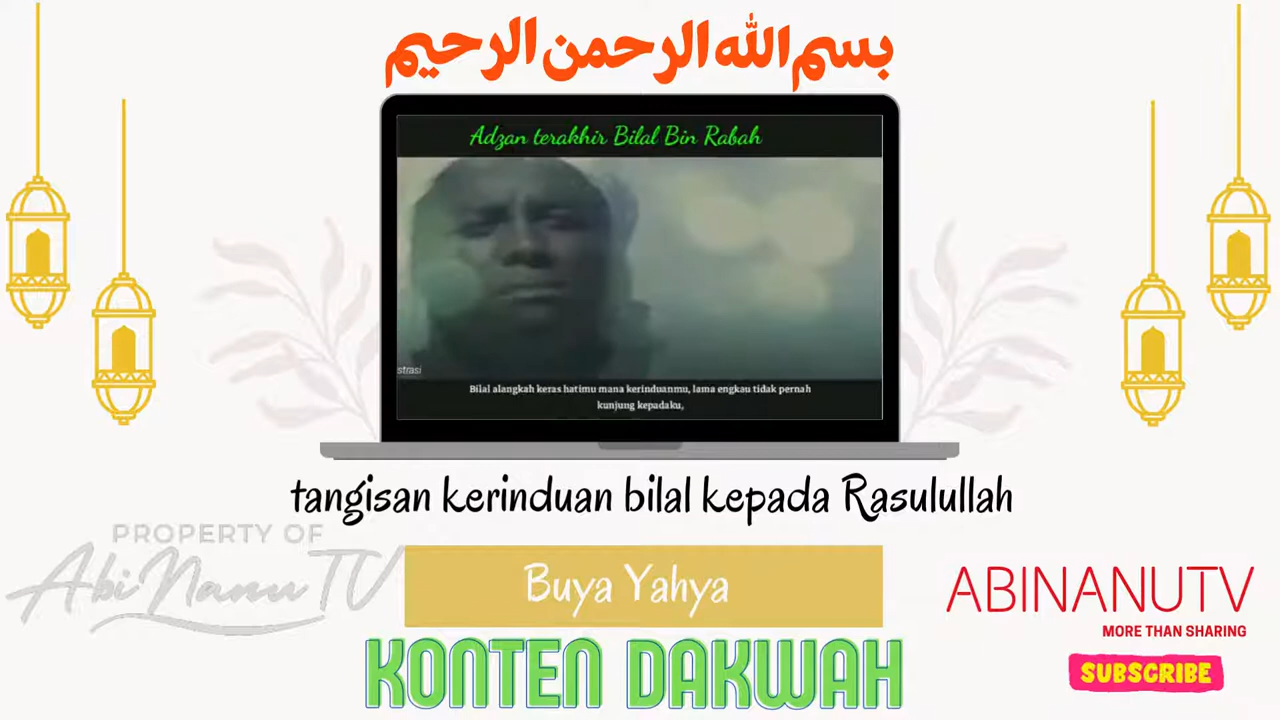 بسم الله الرحمن الرحيم
Adzan terakhir Bilal Bin Rabah
strasi
Bilal alangkah keras hatimu mana kerinduanmu, lama engkau tidak pernah
kunjung kepadaku,
tangisan kerinduan bilal kepada Rasulullah
PROPERTY OF
AbiNanu TV
Buya Yahya
ABINANUTV
MORE THAN SHARING
KONTEN DAKWAH
SUBSCRIBE